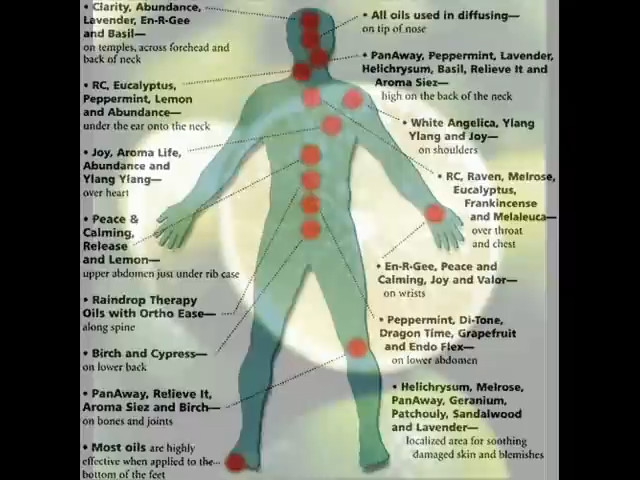 • Clarity, Abundance,
Lavender, En-R-Gee
and Basil—
on temples, across forehead and
back of neck
• RC, Eucalyptus,
Peppermint, Lemon
and Abundance—
under the ear onto the neck
• Joy, Aroma Life,
Abundance and
Ylang Ylang—
over heart
• Peace &
Calming,
Release
and Lemon—
upper abdomen just under rib case
• Raindrop Therapy
Oils with Ortho Ease—
along spine
• Birch and Cypress—
on lower back
• PanAway, Relieve It,
Aroma Siez and Birch—
on bones and joints
• Most oils are highly
effective when applied to the
bottom of the feet
• All oils used in diffusing—
on tip of nose
• PanAway, Peppermint, Lavender,
Helichrysum, Basil, Relieve It and
Aroma Siez—
high on the back of the neck
• White Angelica, Ylang
Ylang and Joy—
on shoulders
• RC, Raven, Melrose,
Eucalyptus,
Frankincense
and Melaleuca—
over throat
and chest
• En-R-Gee, Peace and
Calming, Joy and Valor—
on wrists
• Peppermint, Di-Tone,
Dragon Time, Grapefruit
and Endo Flex—
on lower abdomen
• Helichrysum, Melrose,
PanAway, Geranium,
Patchouly, Sandalwood
and Lavender—
localized area for soothing
damaged skin and blemishes